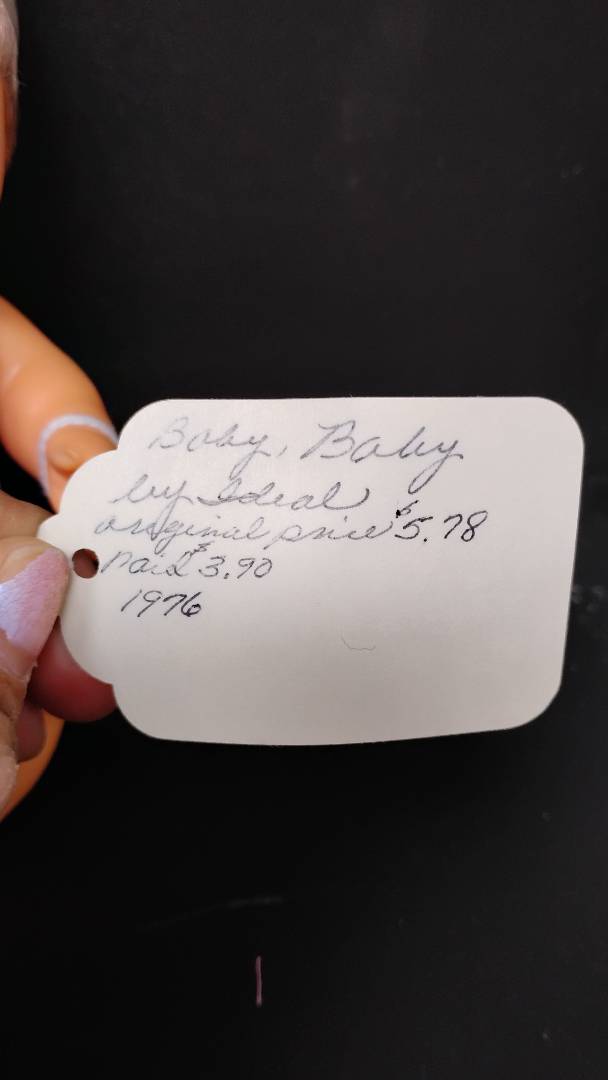 Baby, Baby
by Ideal
original price $5.78
Paid $3.90
1976